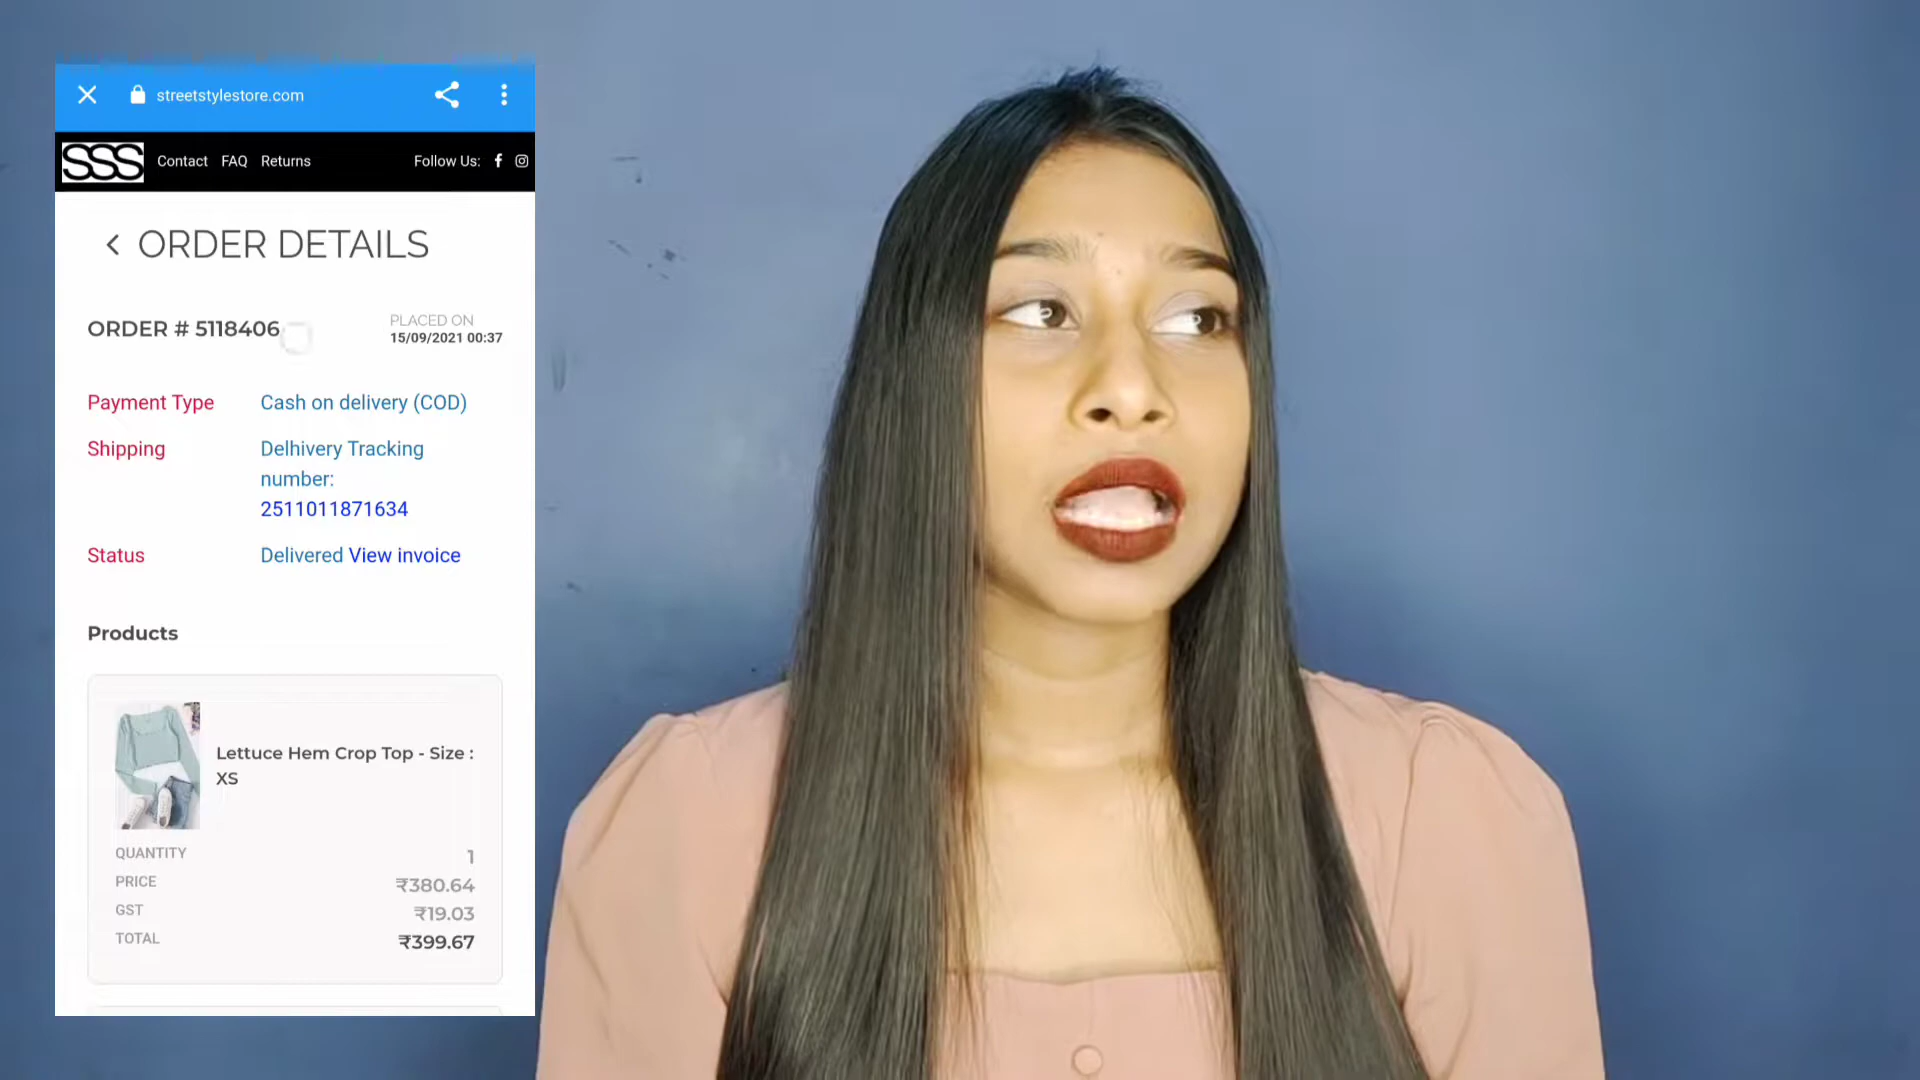 streetstylestore.com
SSS Contact FAQ Returns Follow Us:
ORDER DETAILS
ORDER # 5118406
PLACED ON
15/09/2021 00:37
Payment Type Cash on delivery (COD)
Shipping Delhivery Tracking
number:
2511011871634
Status Delivered View invoice
Products
Lettuce Hem Crop Top - Size :
XS
QUANTITY 1
PRICE ₹380.64
GST ₹19.03
TOTAL ₹399.67